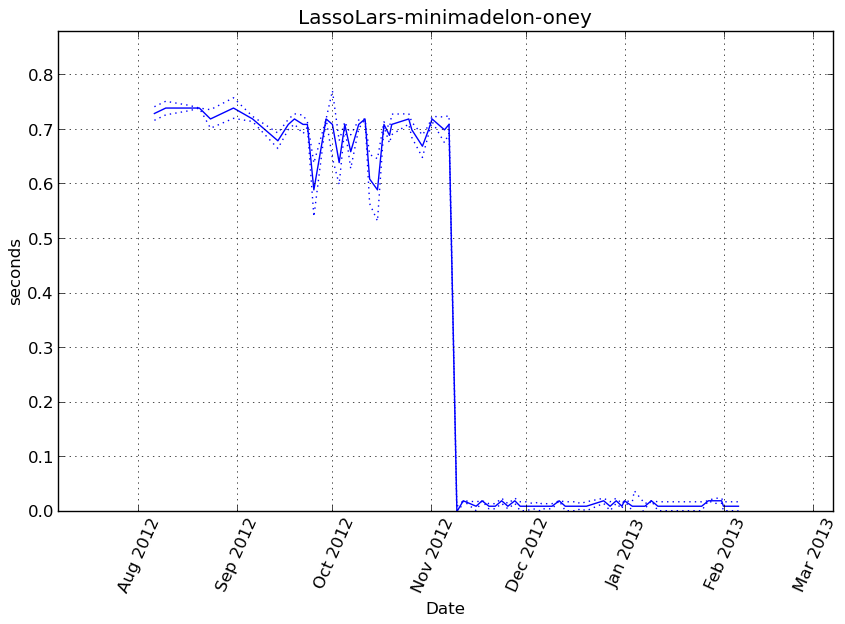 LassoLars-minimadelon-oney
0.8
0.7
0.6
0.5
0.4
0.3
0.2
0.1
0.0
seconds
Aug 2012
Sep 2012
Oct 2012
Nov 2012
Dec 2012
Jan 2013
Feb 2013
Mar 2013
Date